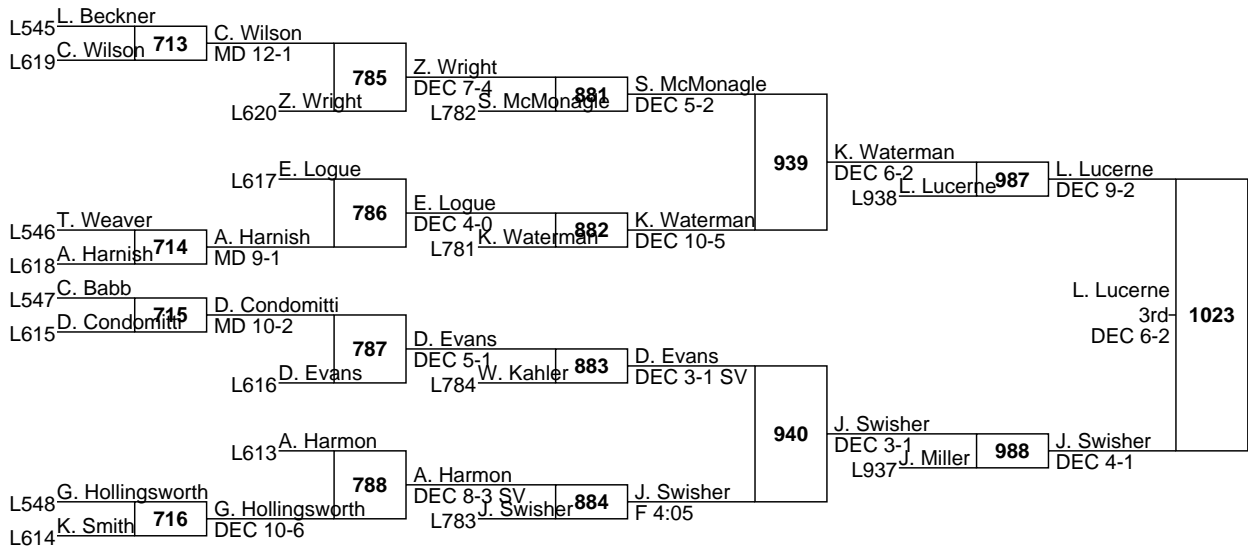 L545 L. Beckner
713
L619 C. Wilson
C. Wilson
MD 12-1
785
L620 Z. Wright
Z. Wright
DEC 7-4
881
L782 S. McMonagle
S. McMonagle
DEC 5-2
939
L617 E. Logue
786
L546 T. Weaver
714
L618 A. Harnish
A. Harnish
MD 9-1
E. Logue
DEC 4-0
882
L781 K. Waterman
K. Waterman
DEC 10-5
K. Waterman
DEC 6-2
987
L938 L. Lucerne
L. Lucerne
DEC 9-2
L547 C. Babb
715
L615 D. Condomitti
D. Condomitti
MD 10-2
787
L616 D. Evans
D. Evans
DEC 5-1
883
L784 W. Kahler
D. Evans
DEC 3-1 SV
940
L613 A. Harmon
788
L548 G. Hollingsworth
716
L614 K. Smith
G. Hollingsworth
DEC 10-6
A. Harmon
DEC 8-3 SV
884
L783 J. Swisher
J. Swisher
F 4:05
J. Swisher
DEC 3-1
988
L937 J. Miller
J. Swisher
DEC 4-1
L. Lucerne
3rd
DEC 6-2
1023